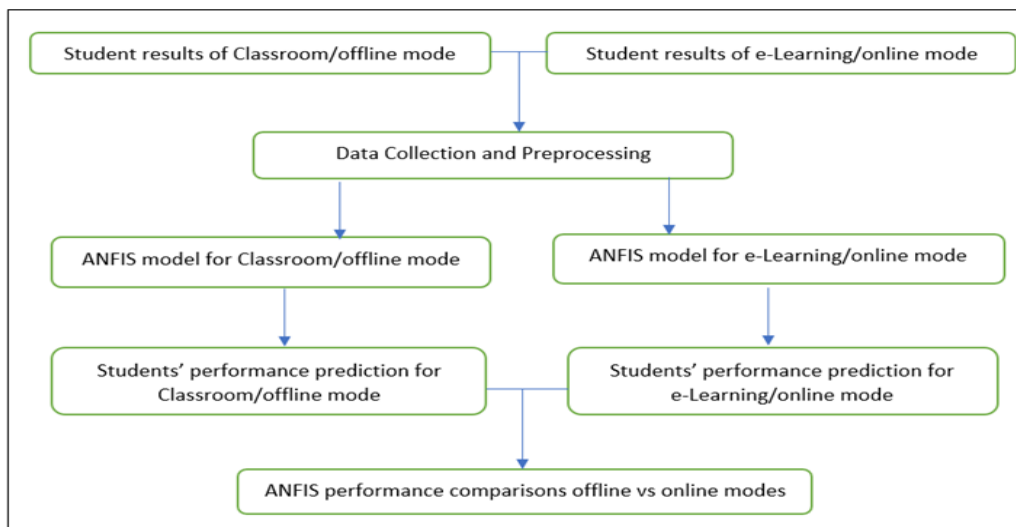 Student results of Classroom/offline mode
Student results of e-Learning/online mode
Data Collection and Preprocessing
ANFIS model for Classroom/offline mode
ANFIS model for e-Learning/online mode
Students’ performance prediction for
Classroom/offline mode
Students’ performance prediction for
e-Learning/online mode
ANFIS performance comparisons offline vs online modes